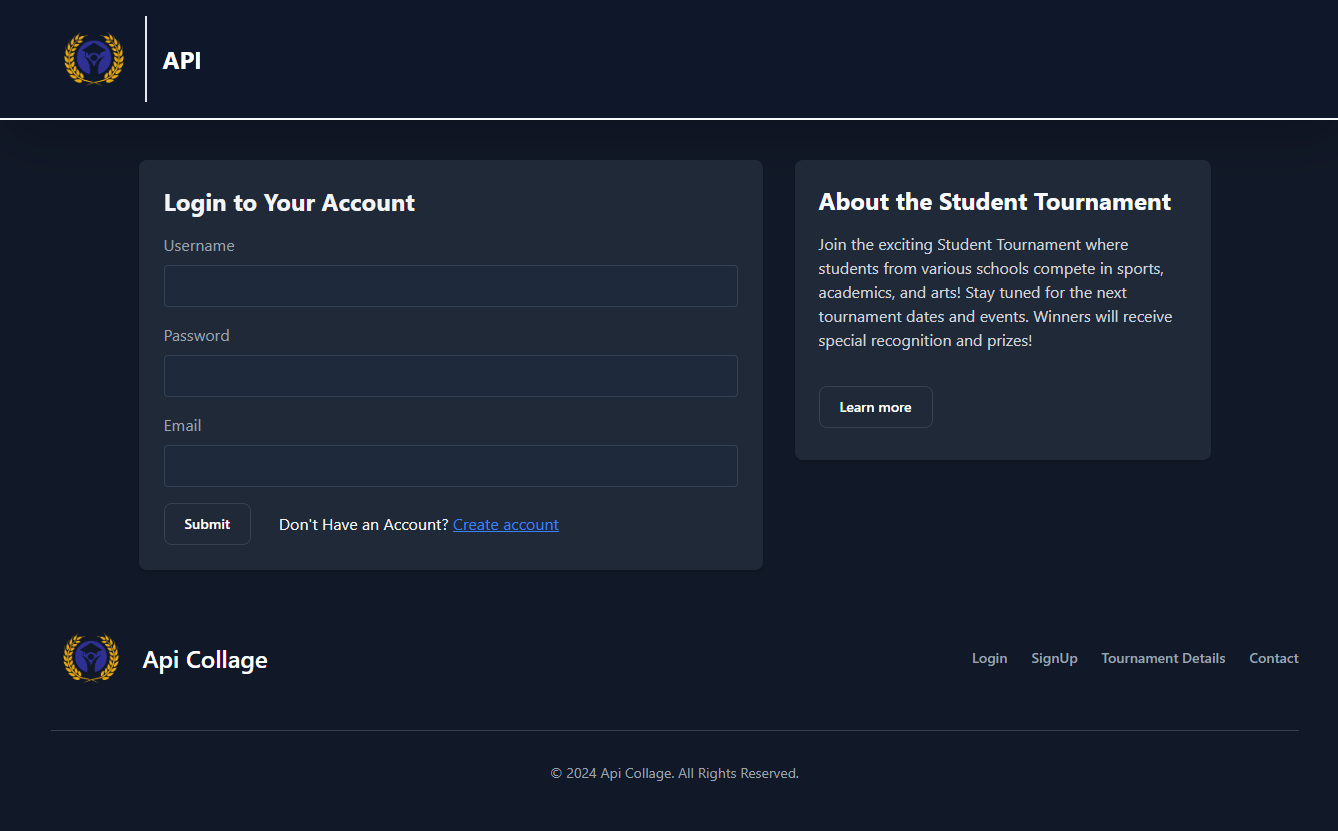 API
Login to Your Account
Username
Password
Email
Submit
Don't Have an Account? Create account
About the Student Tournament
Join the exciting Student Tournament where
students from various schools compete in sports,
academics, and arts! Stay tuned for the next
tournament dates and events. Winners will receive
special recognition and prizes!
Learn more
Api Collage
Login
SignUp
Tournament Details
Contact
© 2024 Api Collage. All Rights Reserved.